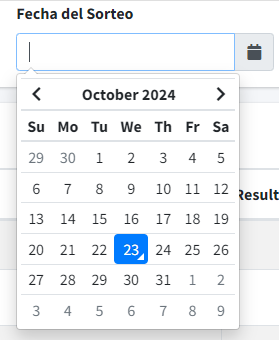 Fecha del Sorteo
October 2024
Su Mo Tu We Th Fr Sa
29 30 1 2 3 4 5
6 7 8 9 10 11 12
Result
13 14 15 16 17 18 19
20 21 22 23 24 25 26
27 28 29 30 31 1 2
3 4 5 6 7 8 9